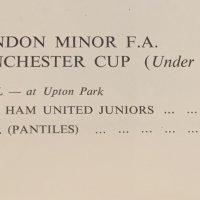 NDON MINOR F.A.
NCHESTER CUP (Under
L — at Upton Park
HAM UNITED JUNIORS ... ...
. (PANTILES) ... ... ... ...